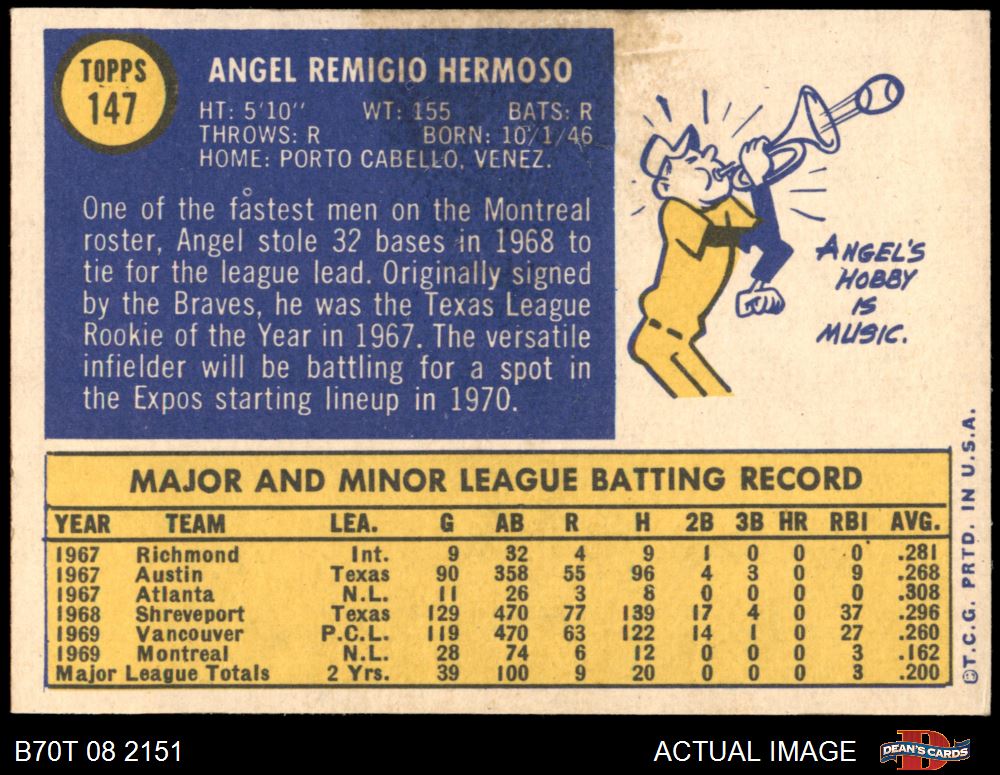 TOPPS
147
ANGEL REMIGIO HERMOSO
HT: 5'10'' WT: 155 BATS: R
THROWS: R BORN: 10/1/46
HOME: PORTO CABELLO, VENEZ.
One of the fastest men on the Montreal
roster, Angel stole 32 bases in 1968 to
tie for the league lead. Originally signed
by the Braves, he was the Texas League
Rookie of the Year in 1967. The versatile
infielder will be battling for a spot in
the Expos starting lineup in 1970.
ANGEL'S
HOBBY
IS
MUSIC.
MAJOR AND MINOR LEAGUE BATTING RECORD
YEAR TEAM LEA. G AB R H 2B 3B HR RBI AVG.
1967 Richmond Int. 9 32 4 9 1 0 0 0 .281
1967 Austin Texas 90 358 55 96 4 3 0 9 .268
1967 Atlanta N.L. 11 26 3 8 0 0 0 0 .308
1968 Shreveport Texas 129 470 77 139 17 4 0 37 .296
1969 Vancouver P.C.L. 119 470 63 122 14 1 0 27 .260
1969 Montreal N.L. 28 74 6 12 0 0 0 3 .162
Major League Totals 2 Yrs. 39 100 9 20 0 0 0 3 .200
©T.C.G. PRTD. IN U.S.A.
B70T 08 2151
ACTUAL IMAGE
DEAN'S CARDS